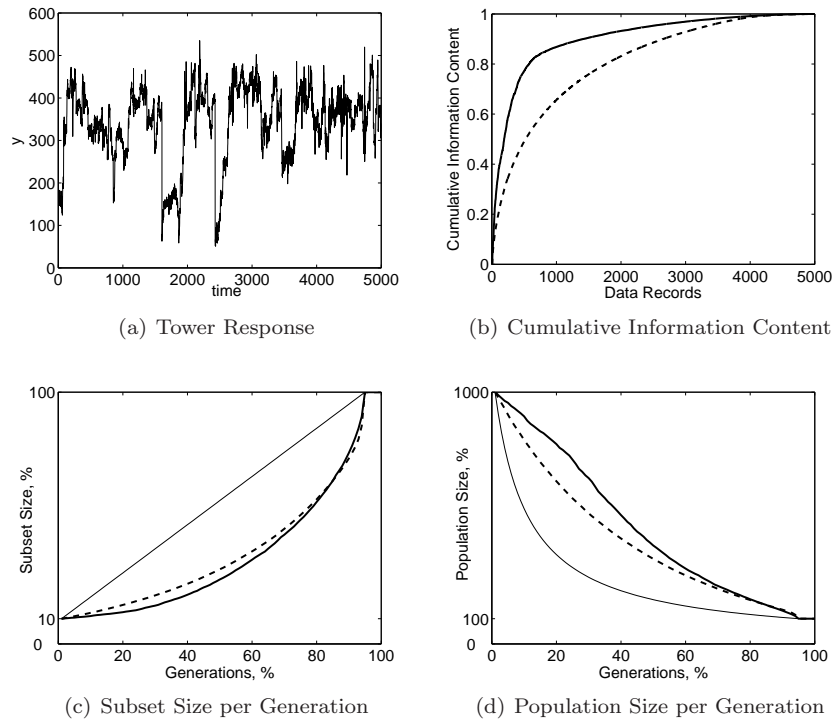 600
500
400
300
200
100
0
y
0 1000 2000 3000 4000 5000
time
(a) Tower Response
1
0.8
0.6
0.4
0.2
0
Cumulative Information Content
0 1000 2000 3000 4000 5000
Data Records
(b) Cumulative Information Content
100
10
0
Subset Size, %
0 20 40 60 80 100
Generations, %
(c) Subset Size per Generation
1000
100
0
Population Size, %
0 20 40 60 80 100
Generations, %
(d) Population Size per Generation